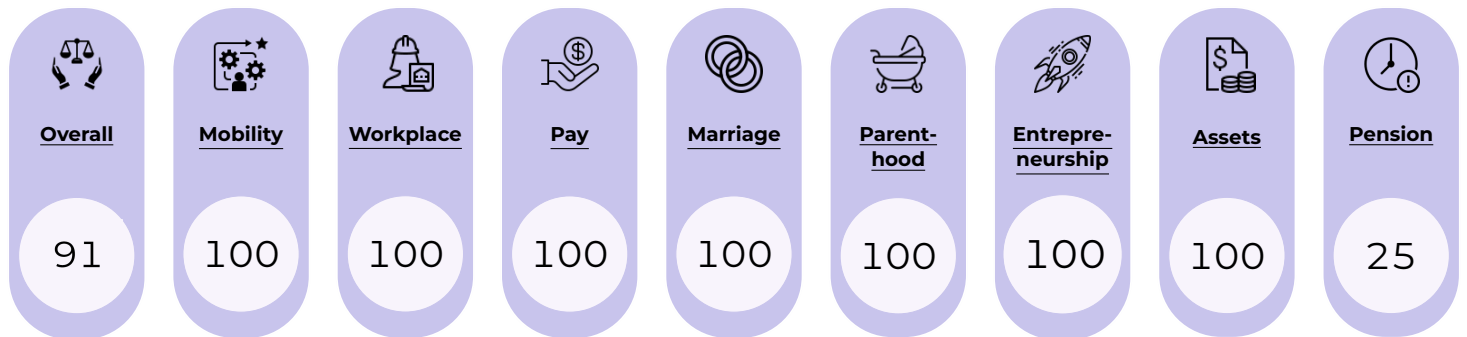 Overall
91
Mobility
100
Workplace
100
Pay
100
Marriage
100
Parent-
hood
100
Entrepre-
neurship
100
Assets
$
100
Pension
25